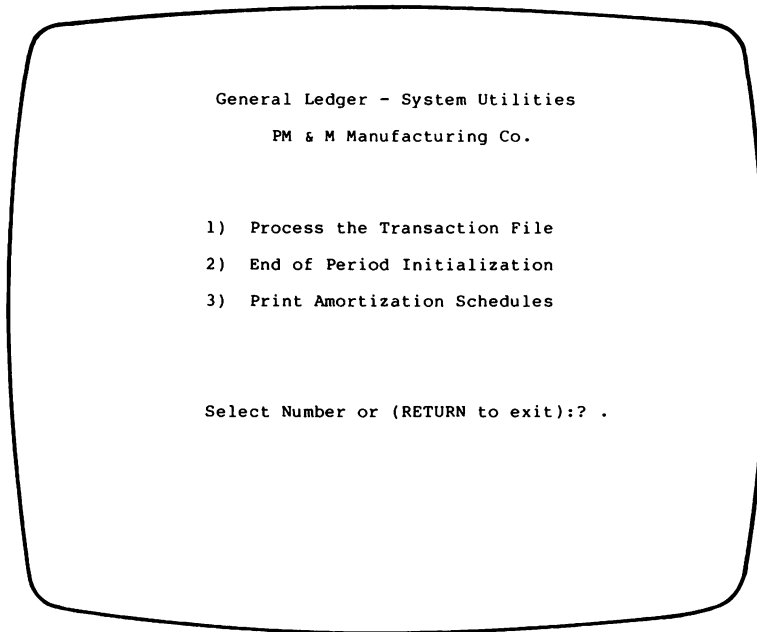 General Ledger - System Utilities
PM & M Manufacturing Co.
1) Process the Transaction File
2) End of Period Initialization
3) Print Amortization Schedules
Select Number or (RETURN to exit):? .